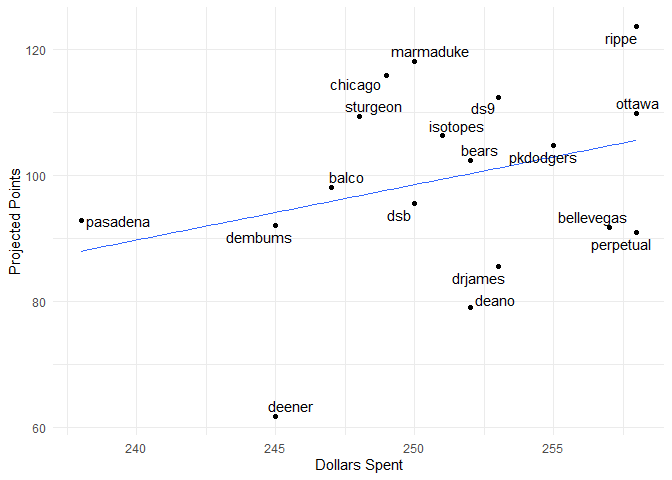 rippe
120
marmaduke
chicago
sturgeon
ds9
ottawa
isotopes
bears
pkdodgers
100
balco
pasadena
dsb
dembums
bellevegas
perpetual
drjames
80
deano
deener
60
240
245
250
255
Dollars Spent
Projected Points